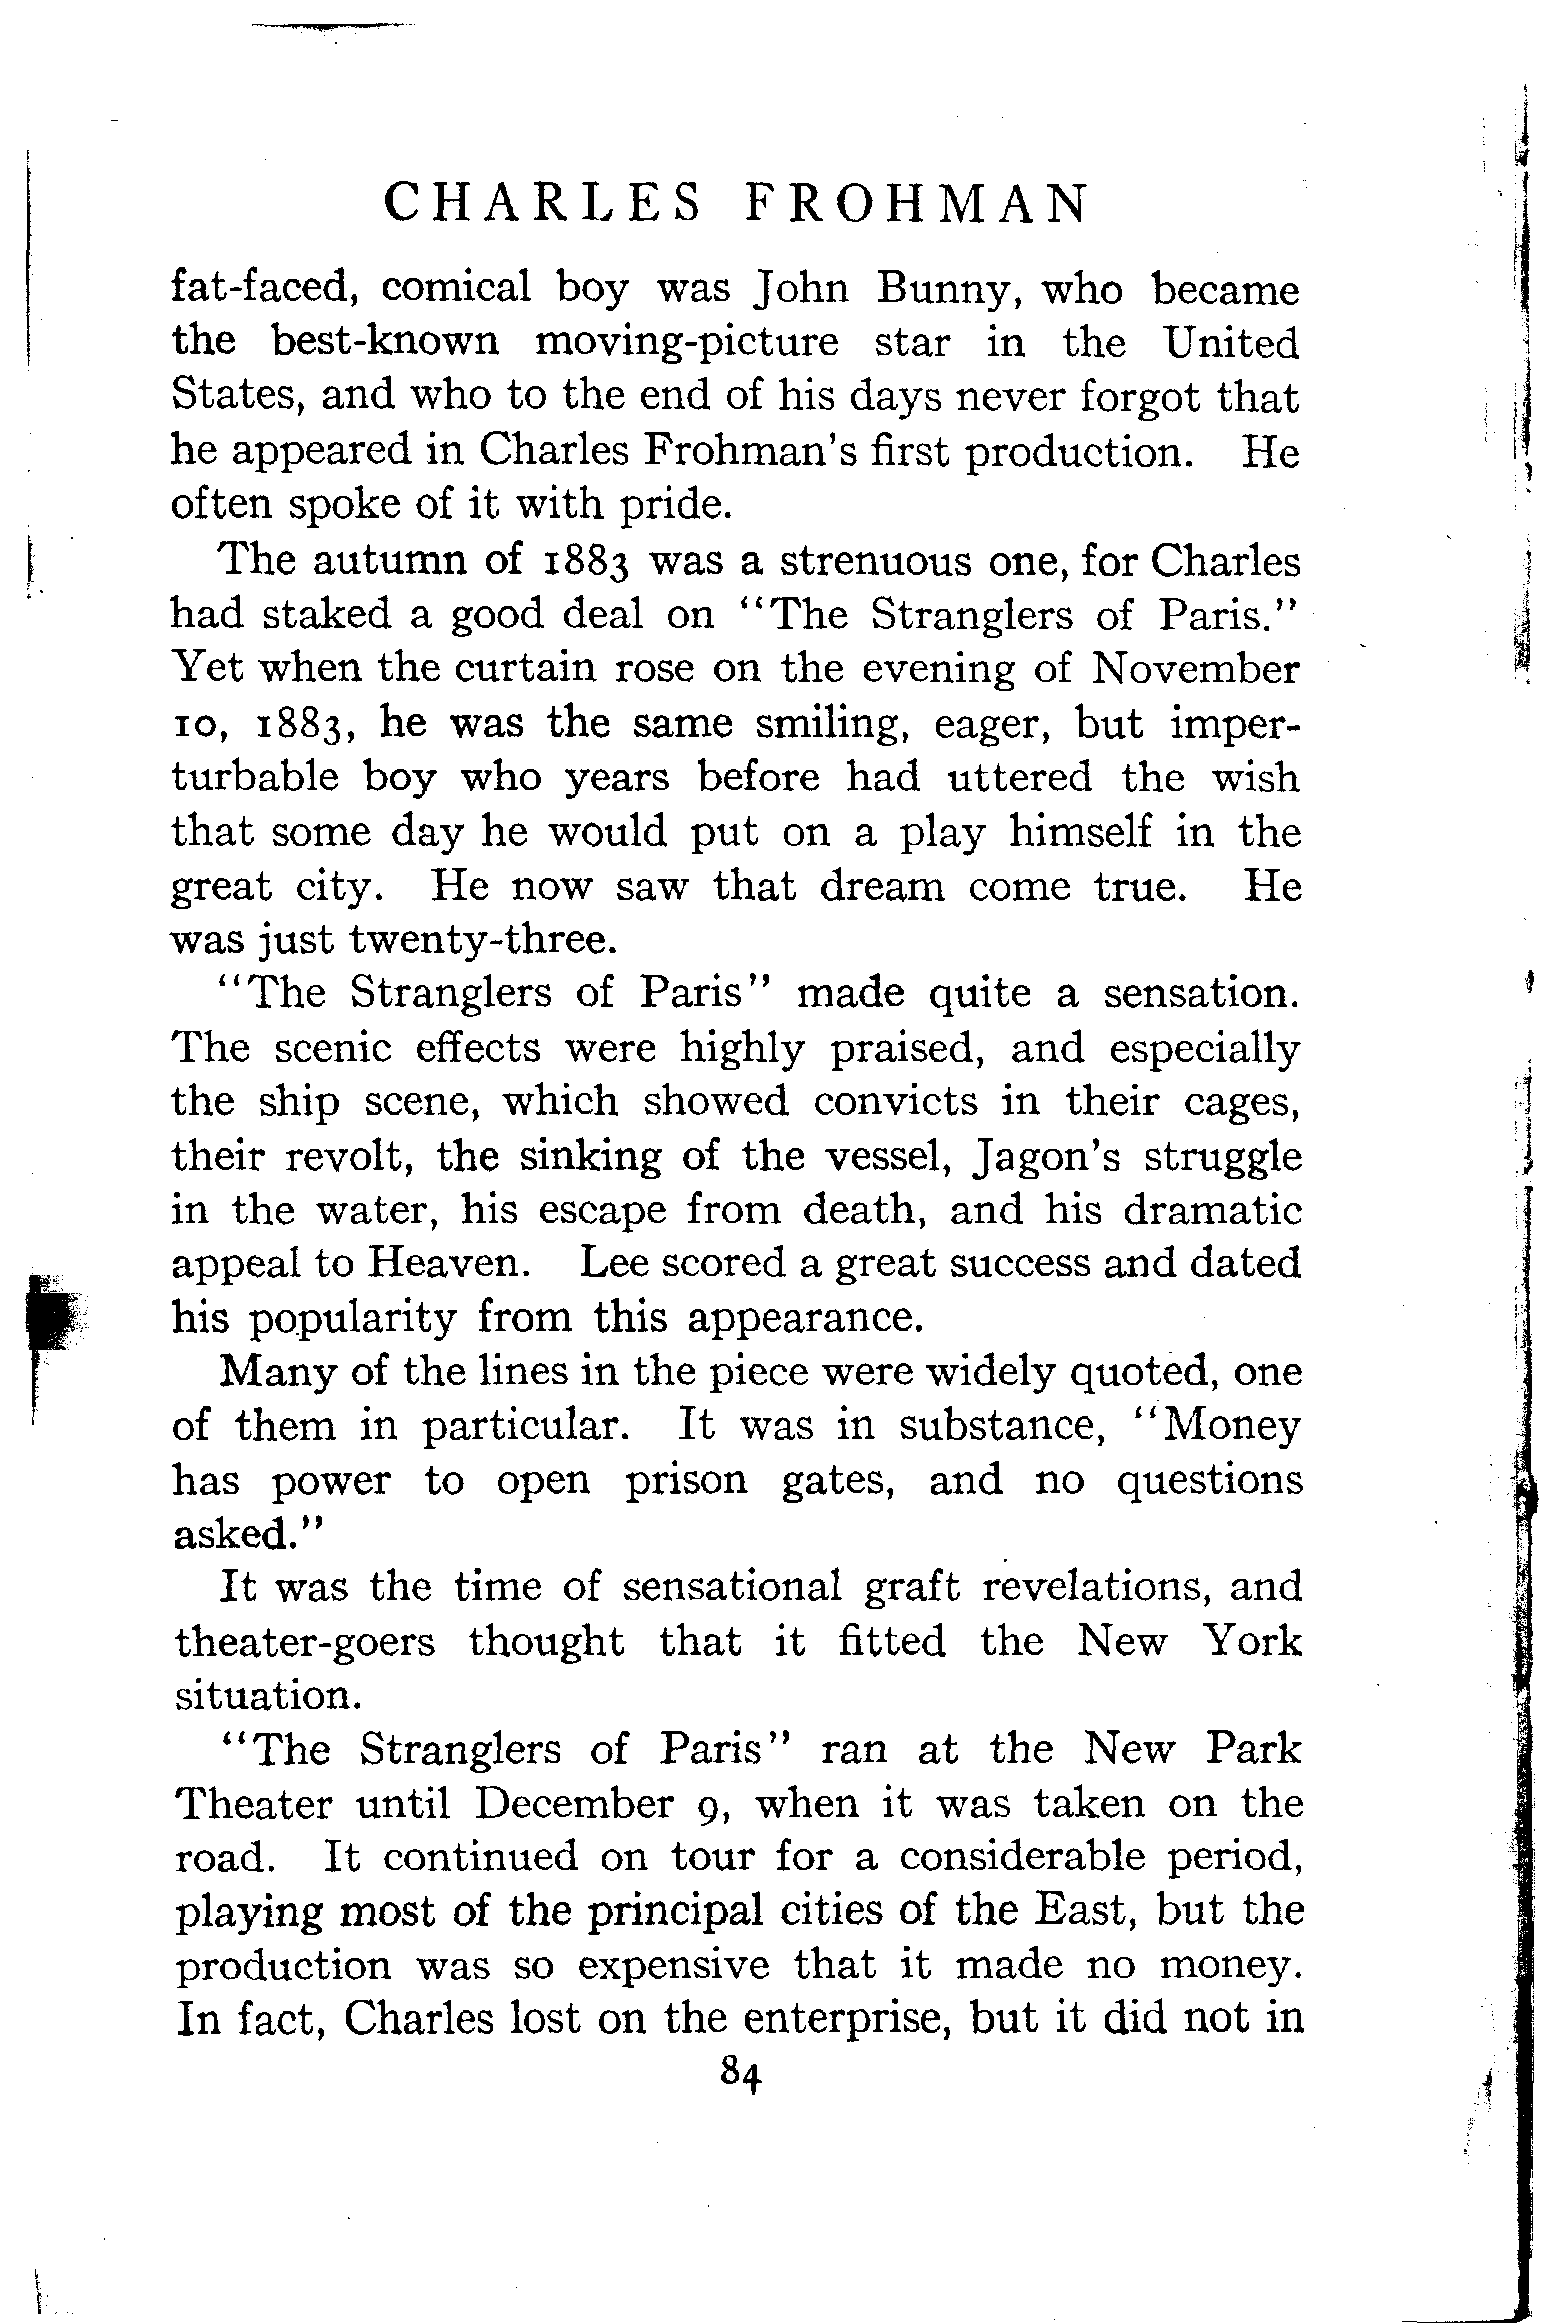 CHARLES FROHMAN
fat-faced, comical boy was John Bunny, who became
the best-known moving-picture star in the United
States, and who to the end of his days never forgot that
he appeared in Charles Frohman's first production. He
often spoke of it with pride.
The autumn of 1883 was a strenuous one, for Charles
had staked a good deal on "The Stranglers of Paris."
Yet when the curtain rose on the evening of November
10, 1883, he was the same smiling, eager, but imper-
turbable boy who years before had uttered the wish
that some day he would put on a play himself in the
great city. He now saw that dream come true. He
was just twenty-three.
"The Stranglers of Paris" made quite a sensation.
The scenic effects were highly praised, and especially
the ship scene, which showed convicts in their cages,
their revolt, the sinking of the vessel, Jagon's struggle
in the water, his escape from death, and his dramatic
appeal to Heaven. Lee scored a great success and dated
his popularity from this appearance.
Many of the lines in the piece were widely quoted, one
of them in particular. It was in substance, "Money
has power to open prison gates, and no questions
asked."
It was the time of sensational graft revelations, and
theater-goers thought that it fitted the New York
situation.
"The Stranglers of Paris" ran at the New Park
Theater until December 9, when it was taken on the
road. It continued on tour for a considerable period,
playing most of the principal cities of the East, but the
production was so expensive that it made no money.
In fact, Charles lost on the enterprise, but it did not in
84